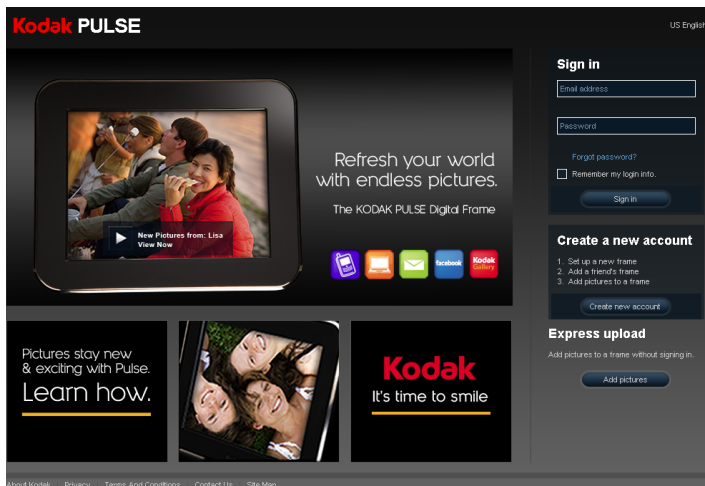 Kodak PULSE
US English
Sign in
Email address
Password
Forgot password?
Remember my login info.
Sign in
New Pictures from: Lisa
View Now
Refresh your world
with endless pictures.
The KODAK PULSE Digital Frame
facebook
Kodak
Gallery
Create a new account
1. Set up a new frame
2. Add a friend's frame
3. Add pictures to a frame
Create new account
Express upload
Add pictures to a frame without signing in.
Add pictures
Pictures stay new
& exciting with Pulse.
Learn how.
Kodak
It's time to smile
About Kodak Privacy Terms And Conditions Contact Us Site Map